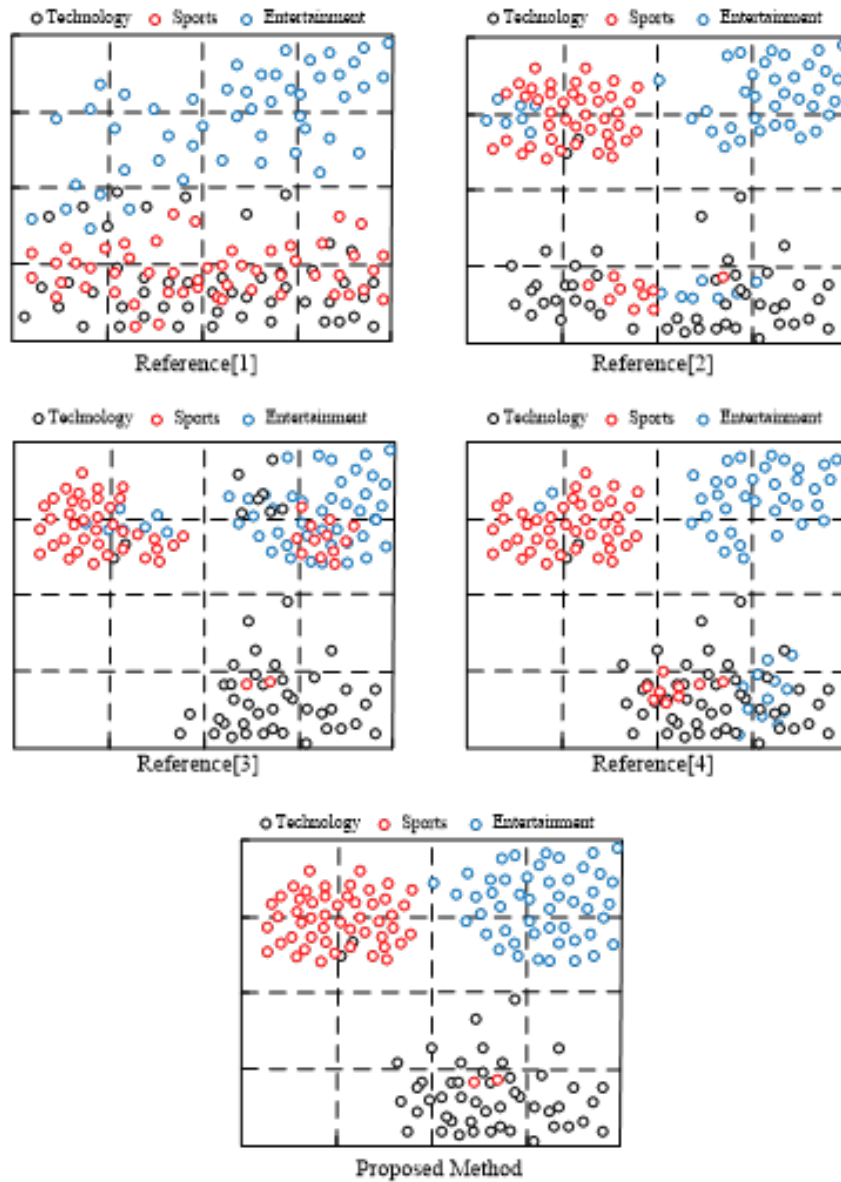 Technology Sports Entertainment
Technology Sports Entertainment
Reference[1]
Reference[2]
Technology Sports Entertainment
Technology Sports Entertainment
Reference[3]
Reference[4]
Technology Sports Entertainment
Proposed Method